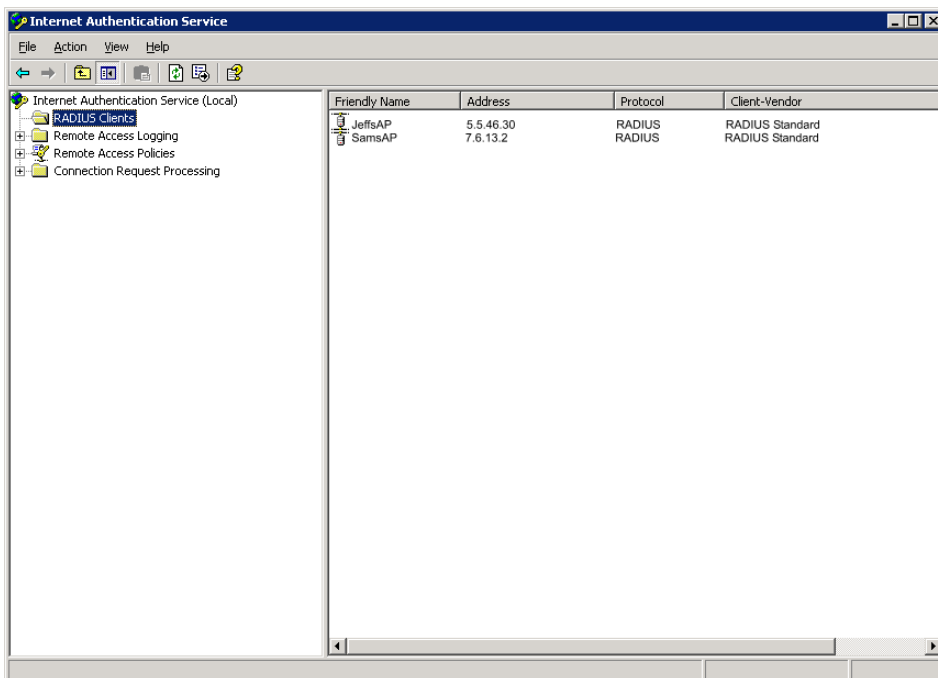 Internet Authentication Service
File Action View Help
Internet Authentication Service (Local)
RADIUS Clients
Remote Access Logging
Remote Access Policies
Connection Request Processing
Friendly Name Address Protocol Client-Vendor
JeffsAP 5.5.46.30 RADIUS RADIUS Standard
SamsAP 7.6.13.2 RADIUS RADIUS Standard